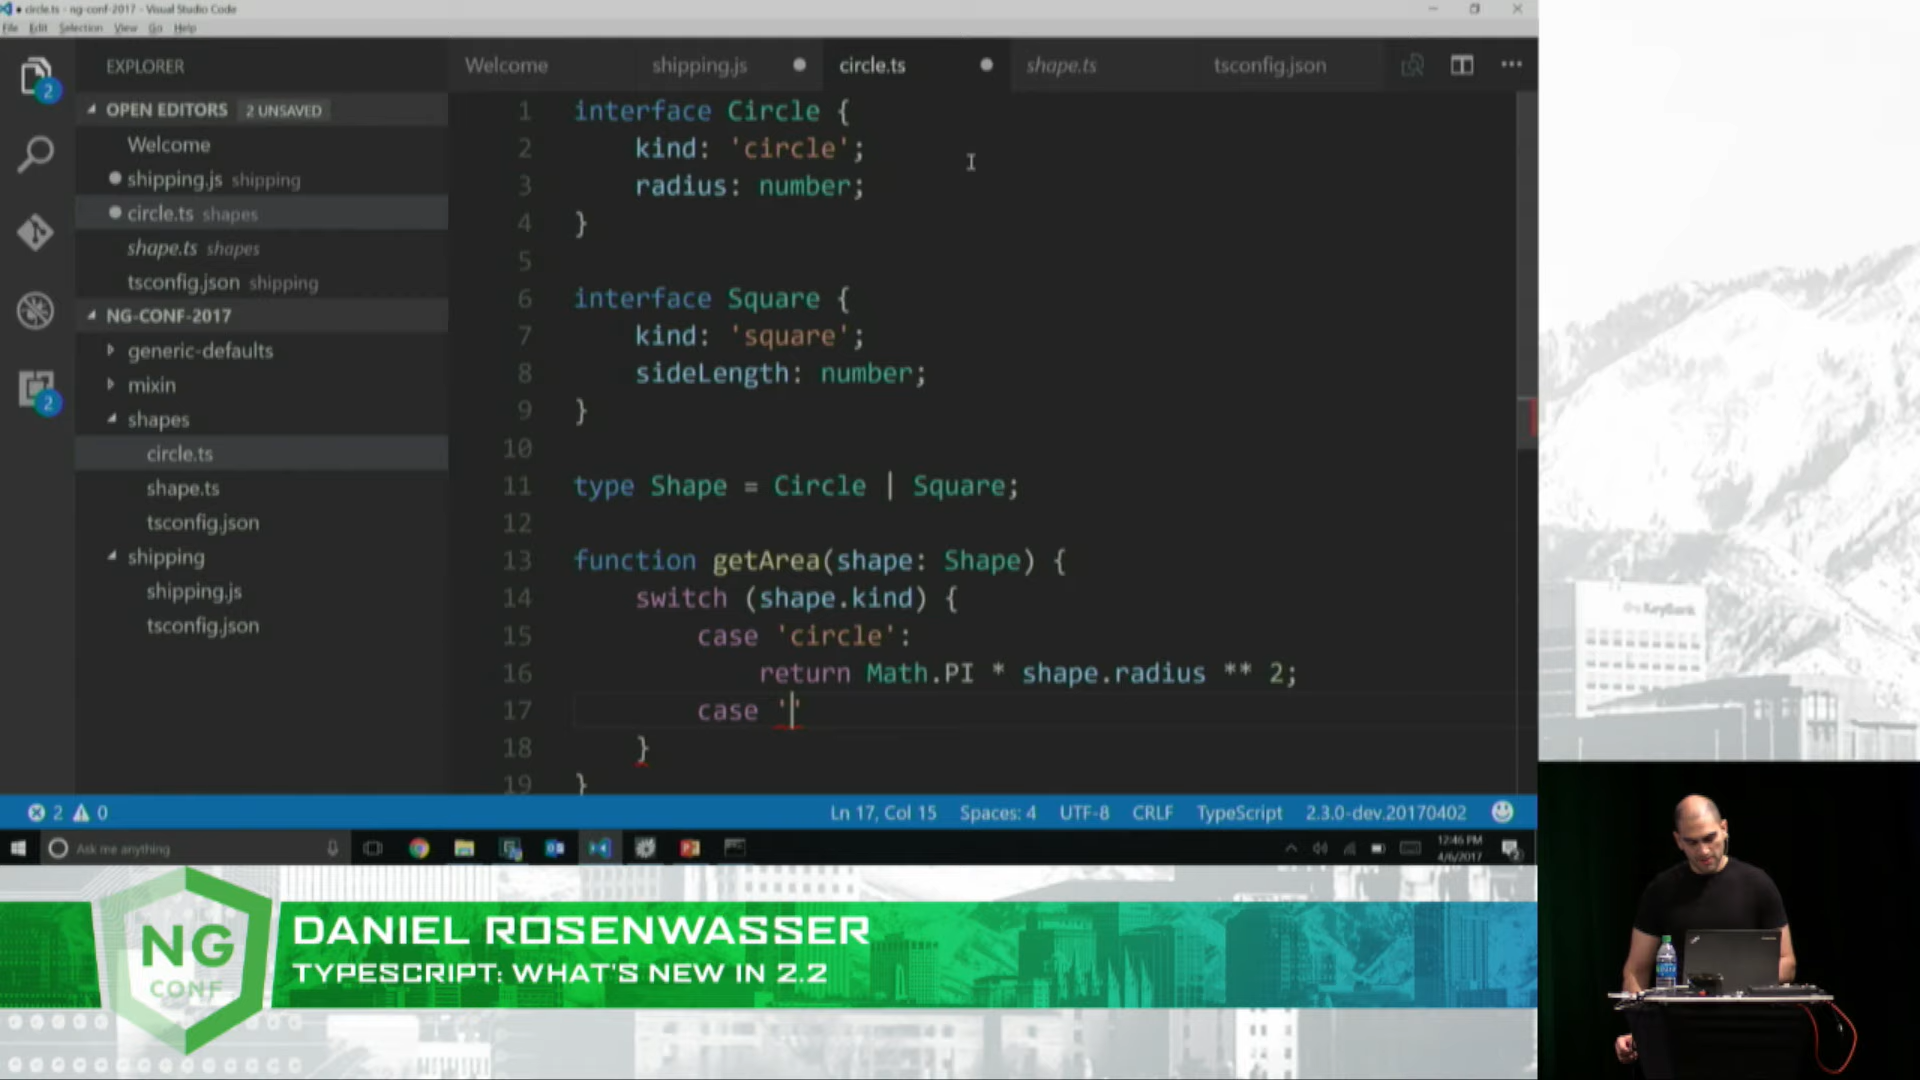 circle.ts - ng-conf-2017 - Visual Studio Code
File Edit Selection View Go Help
EXPLORER
Welcome
shipping.js
circle.ts
shape.ts
tsconfig.json
2
OPEN EDITORS 2 UNSAVED
Welcome
shipping.js shipping
circle.ts shapes
shape.ts shapes
tsconfig.json shipping
NG-CONF-2017
generic-defaults
mixin
2
shapes
circle.ts
shape.ts
tsconfig.json
shipping
shipping.js
tsconfig.json
1 interface Circle {
2 kind: 'circle';
3 radius: number;
4 }
5
6 interface Square {
7 kind: 'square';
8 sideLength: number;
9 }
10
11 type Shape = Circle | Square;
12
13 function getArea(shape: Shape) {
14 switch (shape.kind) {
15 case 'circle':
16 return Math.PI * shape.radius ** 2;
17 case ''
18 }
19 }
2 0
Ln 17, Col 15 Spaces: 4 UTF-8 CRLF TypeScript 2.3.0-dev.20170402
Ask me anything
12:46 PM
4/6/2017
KeyBank
NG
CONF
DANIEL ROSENWASSER
TYPESCRIPT: WHAT'S NEW IN 2.2